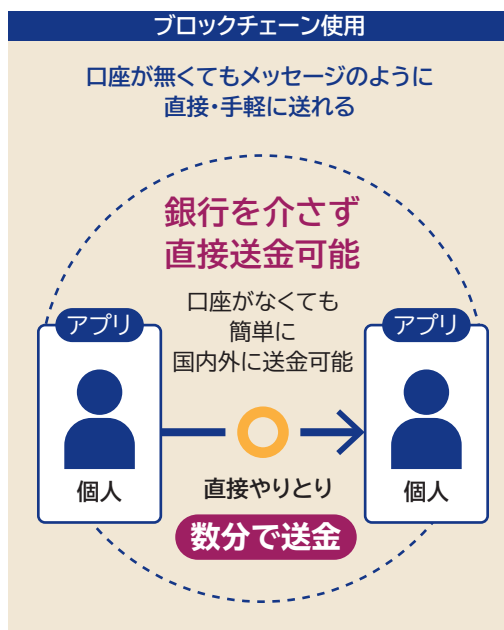 ブロックチェーン使用
口座が無くてもメッセージのように
直接・手軽に送れる
銀行を介さず
直接送金可能
口座がなくても
簡単に
国内外に送金可能
アプリ
アプリ
個人
直接やりとり
個人
数分で送金